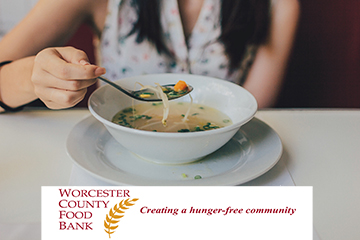 WORCESTER
COUNTY
FOOD
BANK
Creating a hunger-free community